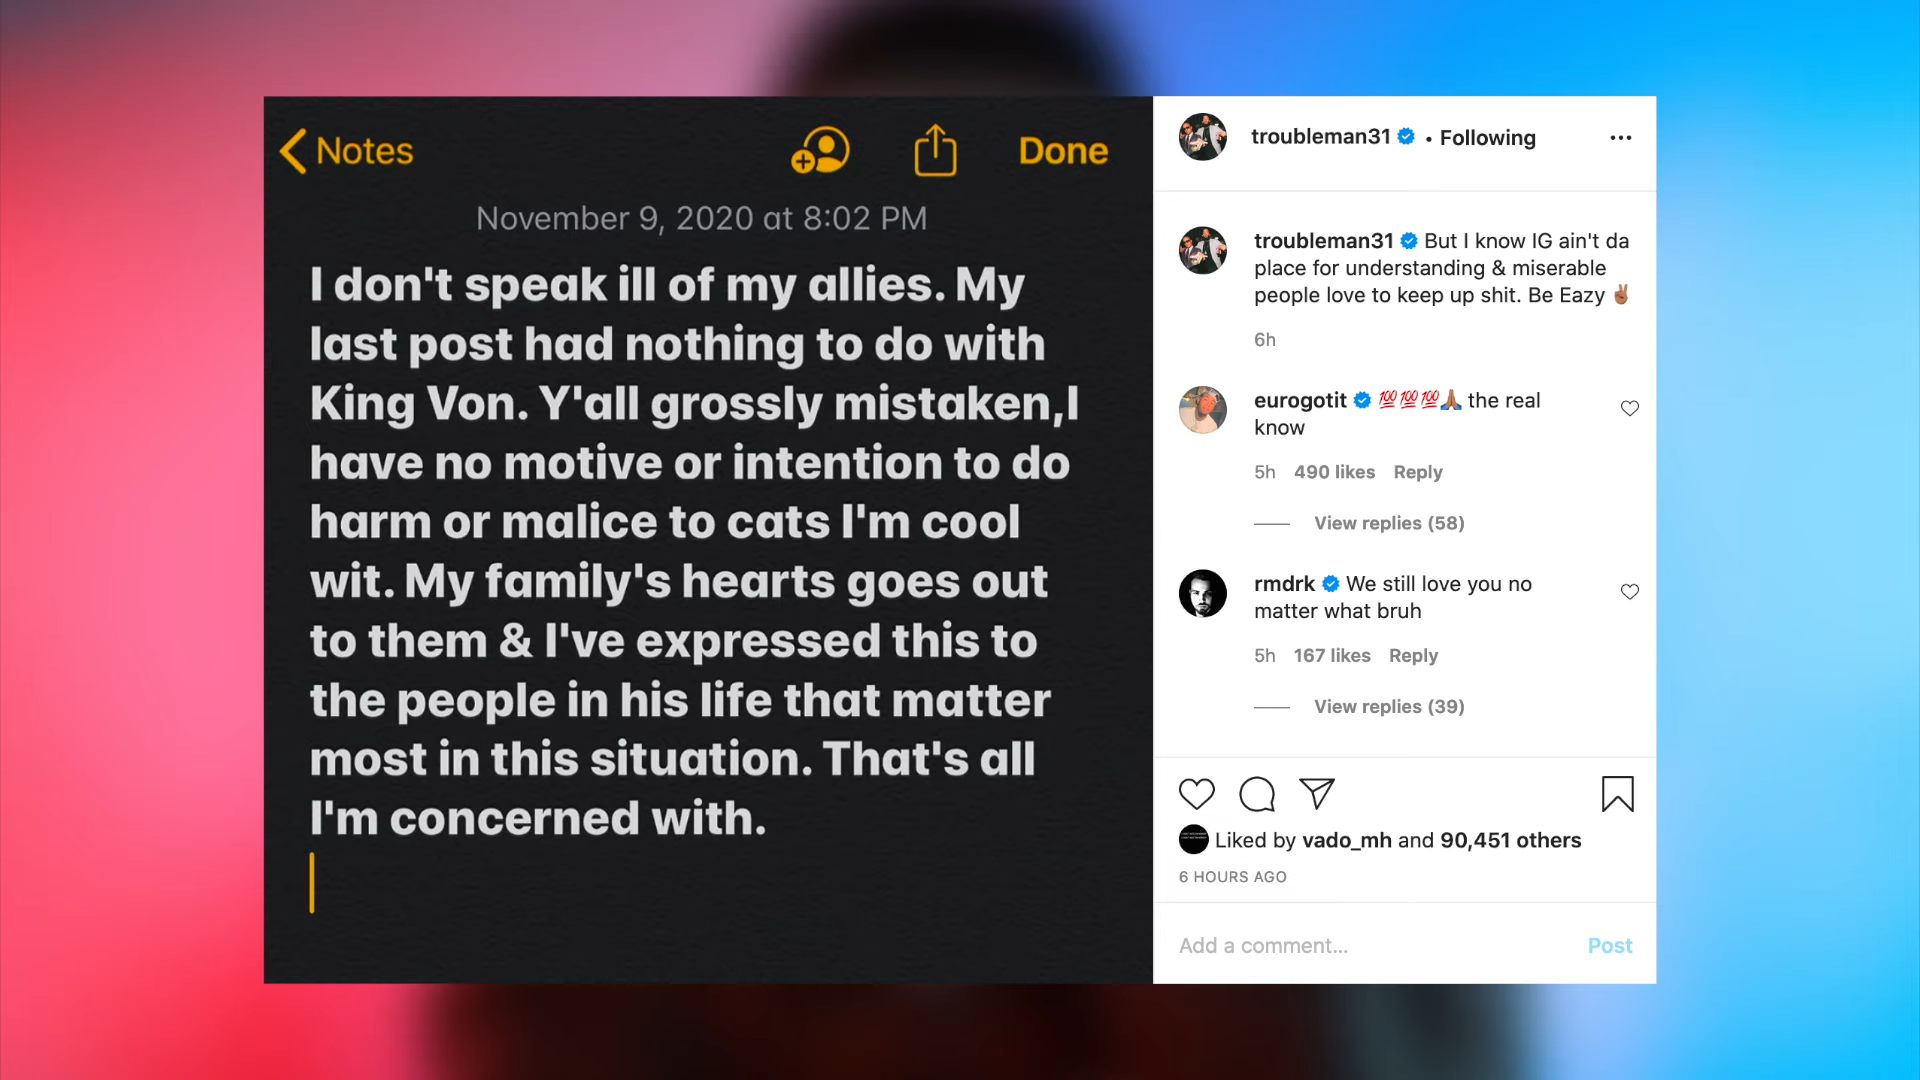 Notes
Done
November 9, 2020 at 8:02 PM
I don't speak ill of my allies. My
last post had nothing to do with
King Von. Y'all grossly mistaken,I
have no motive or intention to do
harm or malice to cats I'm cool
wit. My family's hearts goes out
to them & I've expressed this to
the people in his life that matter
most in this situation. That's all
I'm concerned with.
troubleman31 • Following
troubleman31 But I know IG ain't da
place for understanding & miserable
people love to keep up shit. Be Eazy ✌🏾
6h
eurogotit 💯💯💯🙏🏾 the real
know
5h 490 likes Reply
View replies (58)
rmdrk We still love you no
matter what bruh
5h 167 likes Reply
View replies (39)
Liked by vado_mh and 90,451 others
6 HOURS AGO
Add a comment...
Post